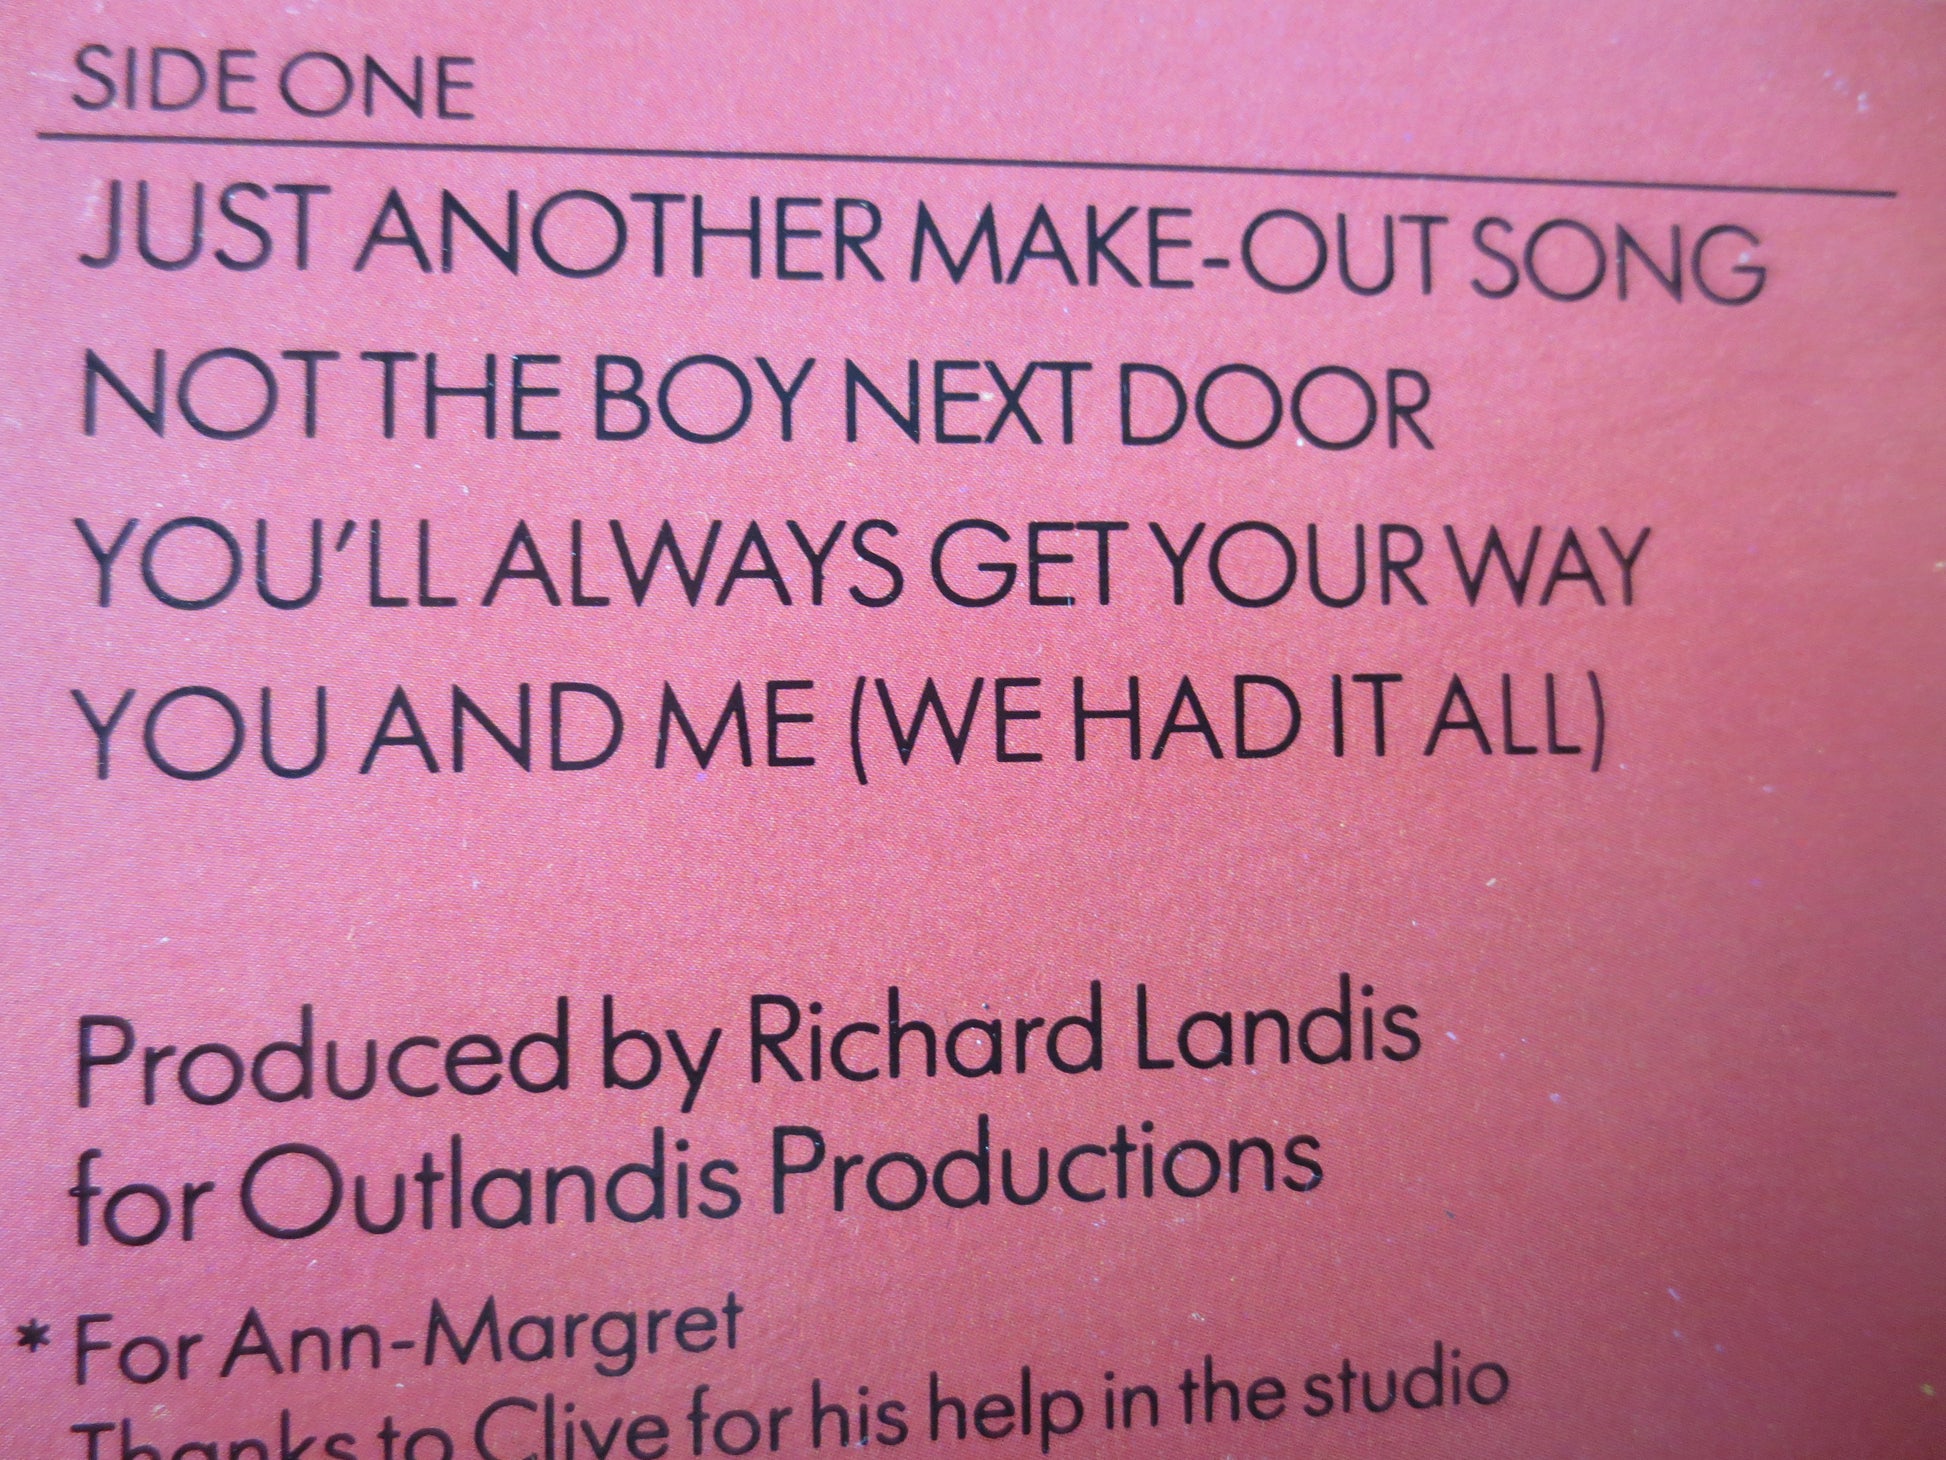 SIDE ONE
JUST ANOTHER MAKE-OUT SONG
NOT THE BOY NEXT DOOR
YOU'LL ALWAYS GET YOUR WAY
YOU AND ME (WE HAD IT ALL)
Produced by Richard Landis
for Outlandis Productions
* For Ann-Margret
Thanks to Clive for his help in the studio